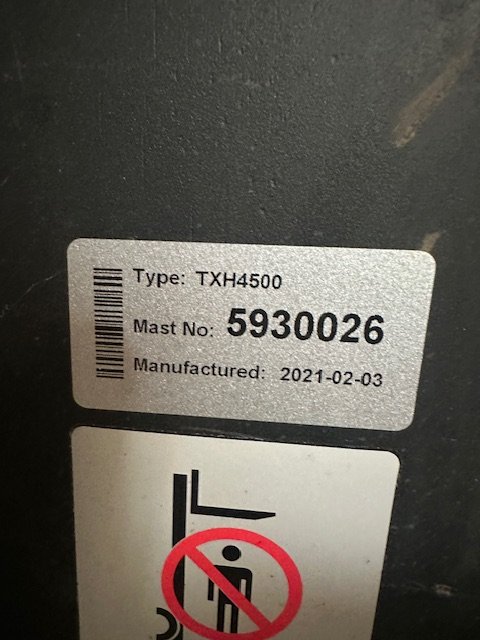 Type: TXH4500
Mast No: 5930026
Manufactured: 2021-02-03